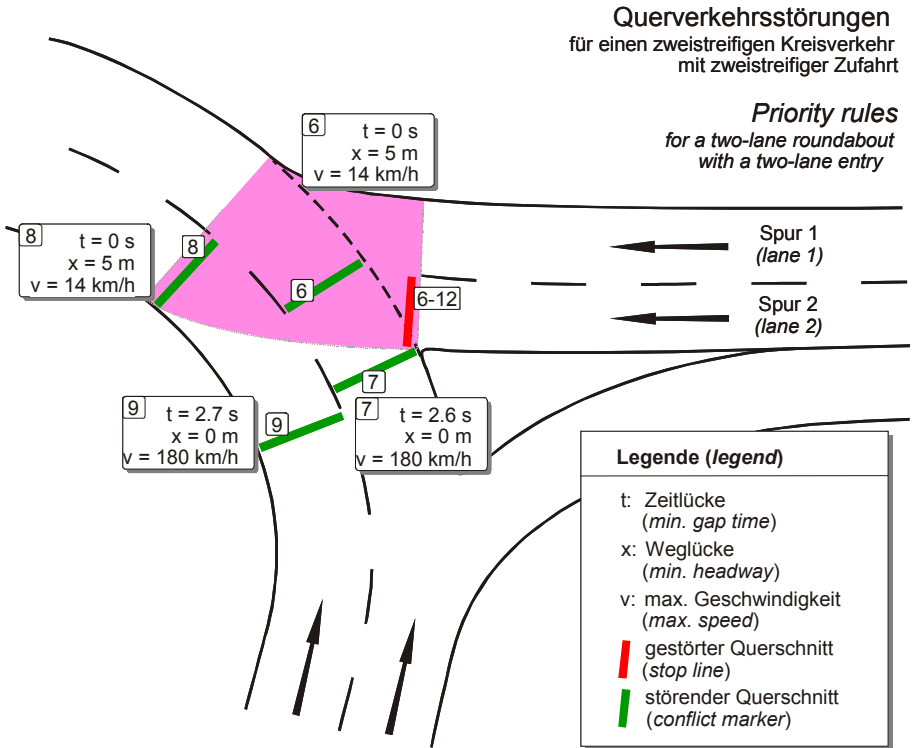 Querverkehrsstörungen
für einen zweistreifigen Kreisverkehr
mit zweistreifiger Zufahrt
Priority rules
for a two-lane roundabout
with a two-lane entry
6
t = 0 s
x = 5 m
v = 14 km/h
8
t = 0 s
x = 5 m
v = 14 km/h
8
6
6-12
Spur 1
(lane 1)
Spur 2
(lane 2)
7
9
9
t = 2.7 s
x = 0 m
v = 180 km/h
7
t = 2.6 s
x = 0 m
v = 180 km/h
Legende (legend)
t: Zeitlücke
(min. gap time)
x: Weglücke
(min. headway)
v: max. Geschwindigkeit
(max. speed)
gestörter Querschnitt
(stop line)
störender Querschnitt
(conflict marker)